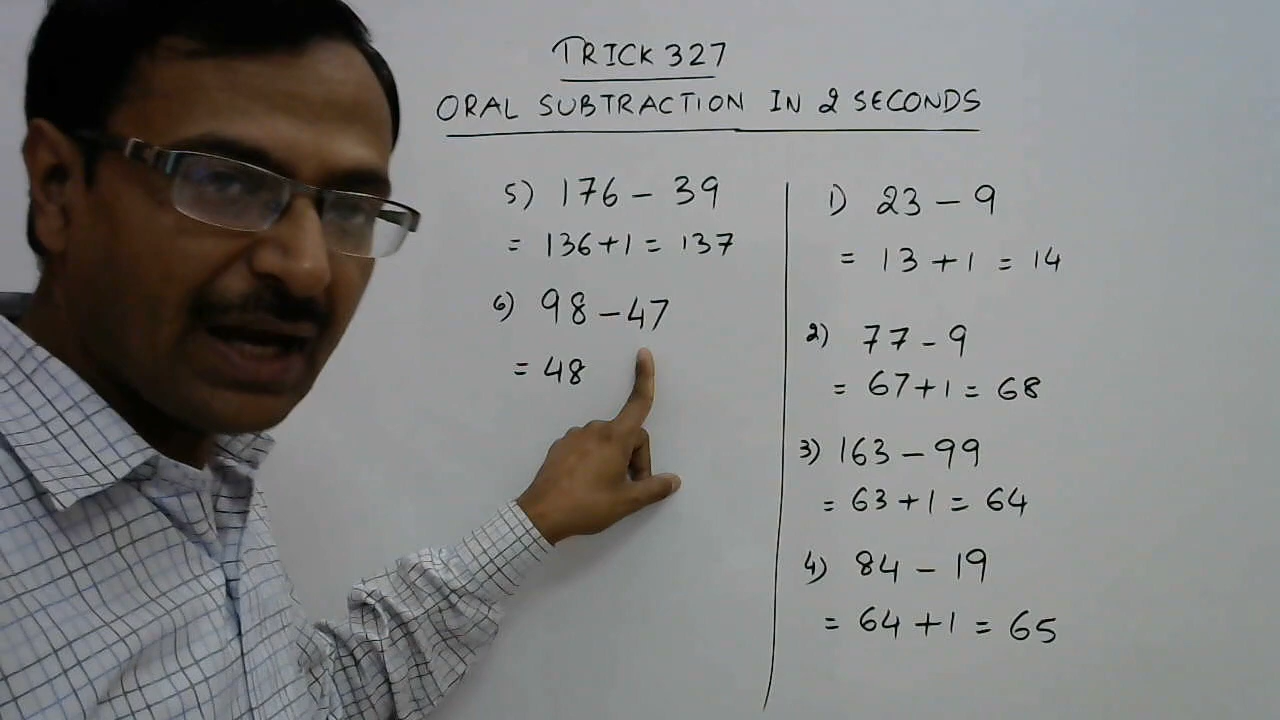 TRICK 327
ORAL SUBTRACTION IN 2 SECONDS
5) 176 - 39
= 136 + 1 = 137
6) 98 - 47
= 48
1) 23 - 9
= 13 + 1 = 14
2) 77 - 9
= 67 + 1 = 68
3) 163 - 99
= 63 + 1 = 64
4) 84 - 19
= 64 + 1 = 65